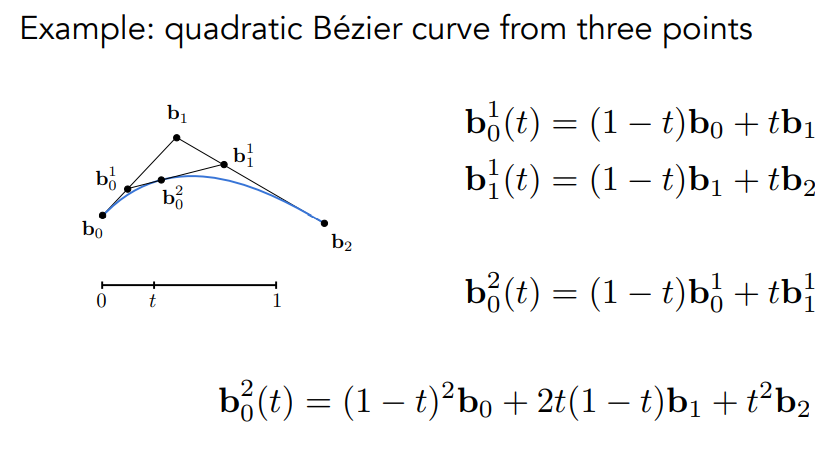 Example: quadratic Bézier curve from three points
b₁
b₁¹
b₀¹
b₀²
b₀
b₂
0 t 1
b₀¹(t) = (1 − t)b₀ + tb₁
b₁¹(t) = (1 − t)b₁ + tb₂
b₀²(t) = (1 − t)b₀¹ + tb₁¹
b₀²(t) = (1 − t)²b₀ + 2t(1 − t)b₁ + t²b₂